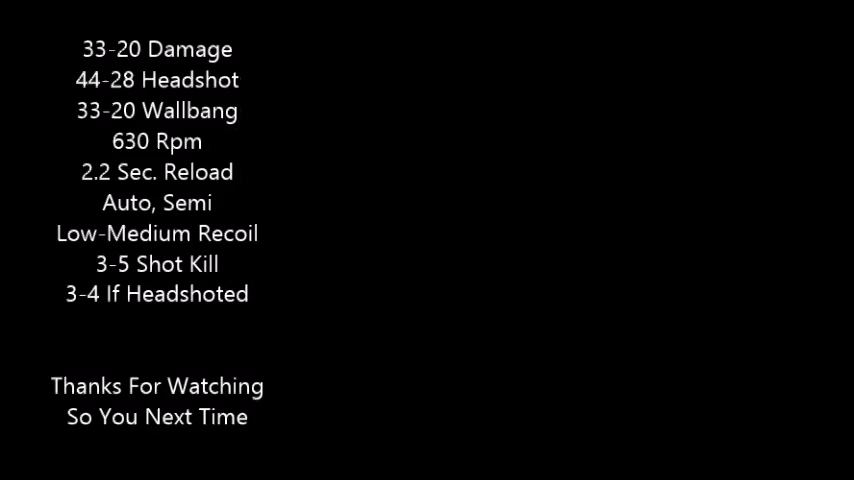 33-20 Damage
44-28 Headshot
33-20 Wallbang
630 Rpm
2.2 Sec. Reload
Auto, Semi
Low-Medium Recoil
3-5 Shot Kill
3-4 If Headshoted
Thanks For Watching
So You Next Time